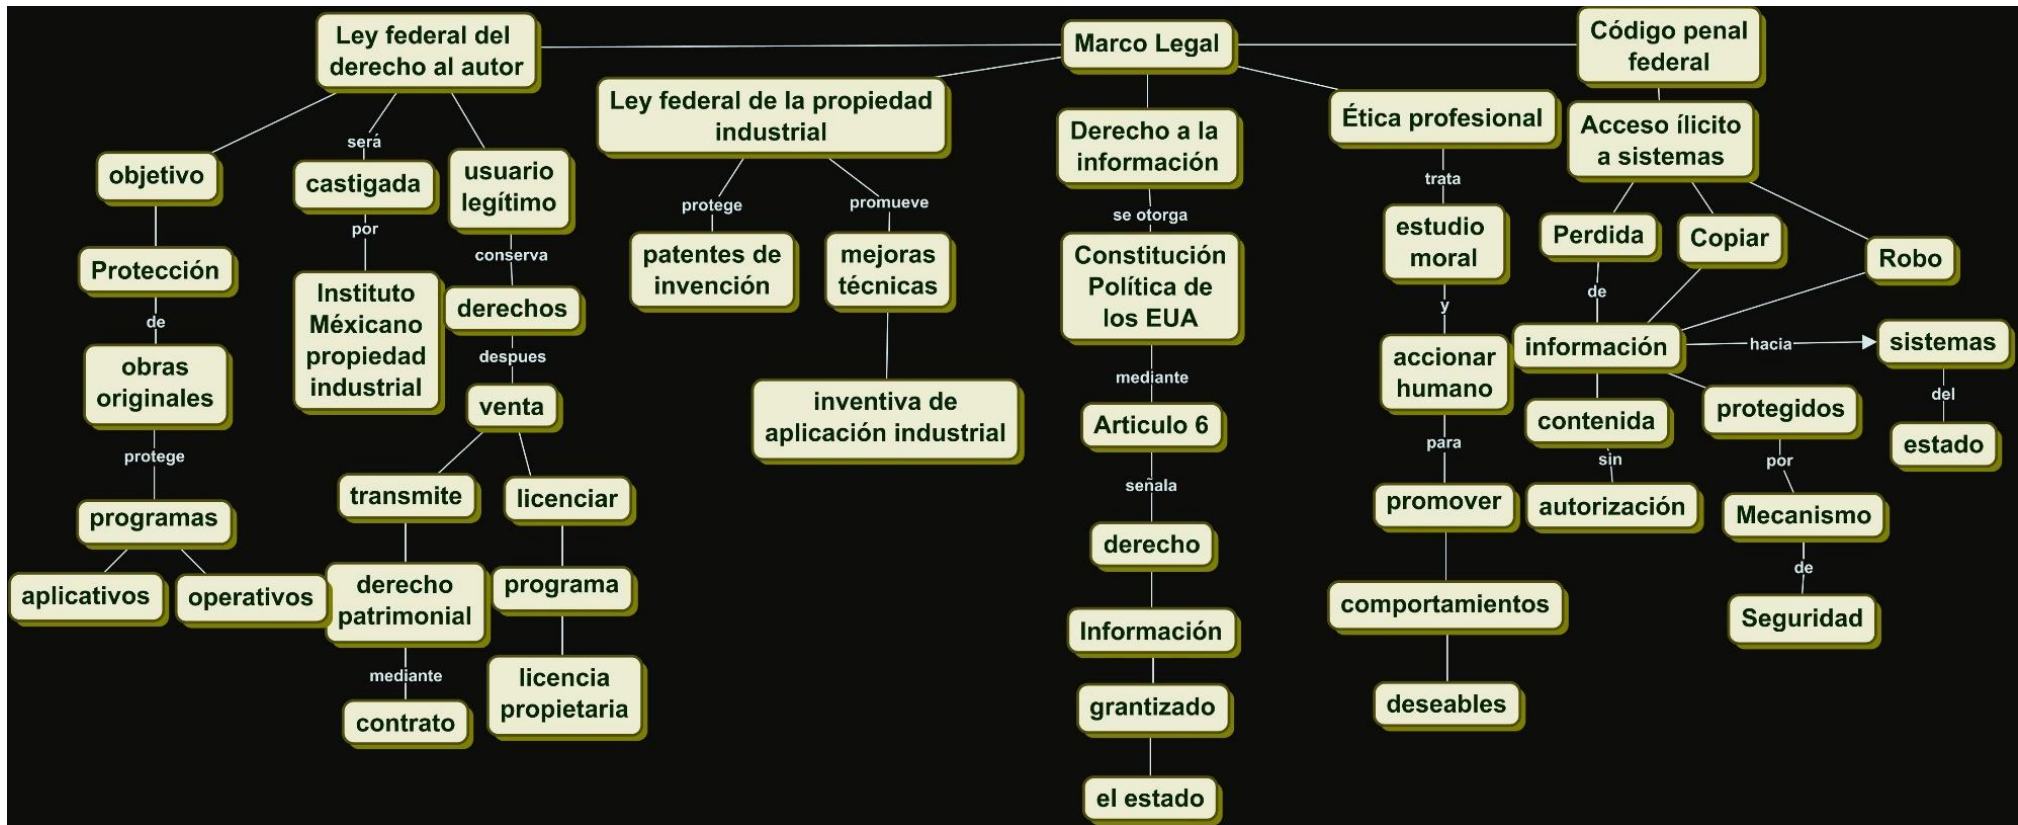 Marco Legal
Ley federal del
derecho al autor
objetivo
Protección
de
obras
originales
protege
programas
aplicativos
operativos
será
castigada
por
Instituto
Méxicano
propiedad
industrial
usuario
legítimo
conserva
derechos
despues
venta
transmite
derecho
patrimonial
mediante
contrato
licenciar
programa
licencia
propietaria
Ley federal de la propiedad
industrial
protege
patentes de
invención
promueve
mejoras
técnicas
inventiva de
aplicación industrial
Derecho a la
información
se otorga
Constitución
Política de
los EUA
mediante
Articulo 6
señala
derecho
Información
grantizado
el estado
Ética profesional
trata
estudio
moral
y
accionar
humano
para
promover
comportamientos
deseables
Código penal
federal
Acceso ílicito
a sistemas
Perdida
Copiar
Robo
de
información
hacia
sistemas
del
estado
contenida
sin
autorización
protegidos
por
Mecanismo
de
Seguridad